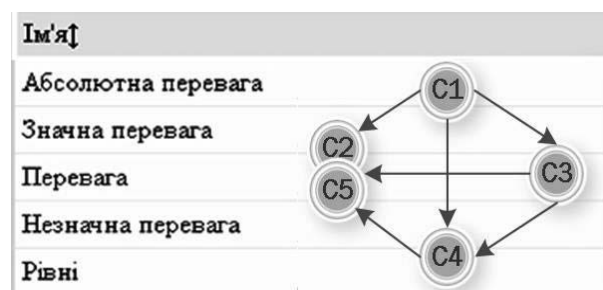 Ім'я↕
Абсолютна перевага
Значна перевага
Перевага
Незначна перевага
Рівні
C1
C2
C5
C3
C4